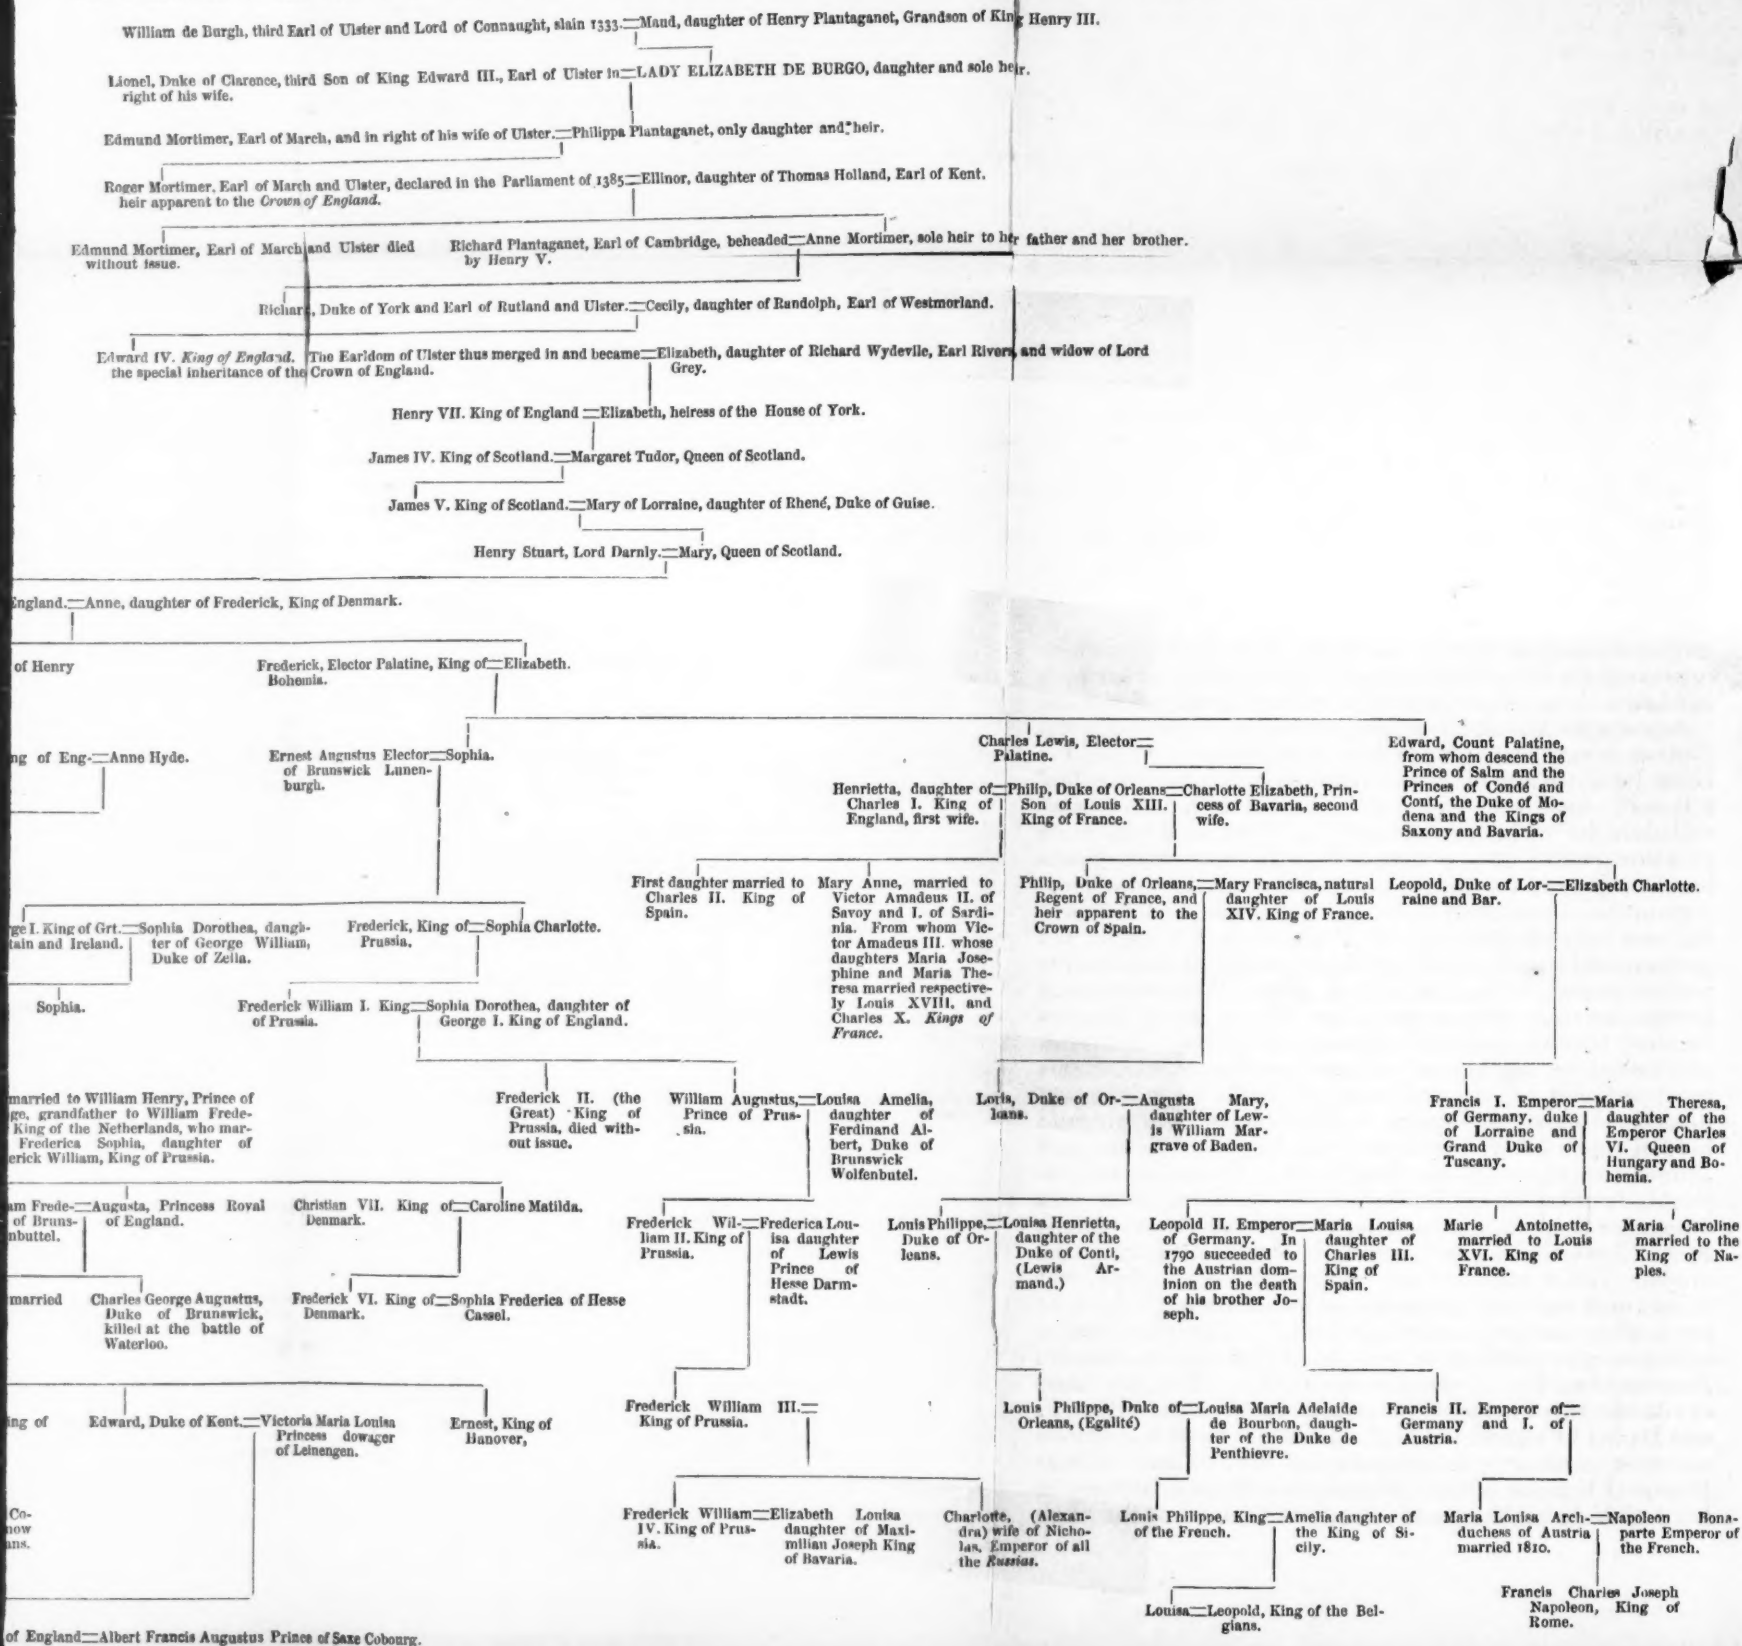 William de Burgh, third Earl of Ulster and Lord of Connaught, slain 1333.=Maud, daughter of Henry Plantaganet, Grandson of King Henry III.
Lionel, Duke of Clarence, third Son of King Edward III., Earl of Ulster in=LADY ELIZABETH DE BURGO, daughter and sole heir.
right of his wife.
Edmund Mortimer, Earl of March, and in right of his wife of Ulster.=Philippa Plantaganet, only daughter and heir.
Roger Mortimer, Earl of March and Ulster, declared in the Parliament of 1385=Ellinor, daughter of Thomas Holland, Earl of Kent.
heir apparent to the Crown of England.
Edmund Mortimer, Earl of March and Ulster died
without issue.
Richard Plantaganet, Earl of Cambridge, beheaded=Anne Mortimer, sole heir to her father and her brother.
by Henry V.
Richard, Duke of York and Earl of Rutland and Ulster.=Cecily, daughter of Randolph, Earl of Westmorland.
Edward IV. King of England. The Earldom of Ulster thus merged in and became=Elizabeth, daughter of Richard Wydevile, Earl Rivers and widow of Lord
the special inheritance of the Crown of England.
Grey.
Henry VII. King of England=Elizabeth, heiress of the House of York.
James IV. King of Scotland.=Margaret Tudor, Queen of Scotland.
James V. King of Scotland.=Mary of Lorraine, daughter of Rhené, Duke of Guise.
Henry Stuart, Lord Darnly.=Mary, Queen of Scotland.
England.=Anne, daughter of Frederick, King of Denmark.
of Henry
Frederick, Elector Palatine, King of=Elizabeth.
Bohemia.
ng of Eng-=Anne Hyde.
Ernest Augustus Elector=Sophia.
of Brunswick Lunen-
burgh.
Charles Lewis, Elector=
Palatine.
Edward, Count Palatine,
from whom descend the
Prince of Salm and the
Princes of Condé and
Contí, the Duke of Mo-
dena and the Kings of
Saxony and Bavaria.
Henrietta, daughter of=Philip, Duke of Orleans=Charlotte Elizabeth, Prin-
Charles I. King of
England, first wife.
Son of Louis XIII.
King of France.
cess of Bavaria, second
wife.
First daughter married to
Charles II. King of
Spain.
Mary Anne, married to
Victor Amadeus II. of
Savoy and I. of Sardi-
nia. From whom Vic-
tor Amadeus III. whose
daughters Maria Jose-
phine and Maria The-
resa married respective-
ly Louis XVIII. and
Charles X. Kings of
France.
Philip, Duke of Orleans,=Mary Francisca, natural
Regent of France, and
heir apparent to the
Crown of Spain.
daughter of Louis
XIV. King of France.
Leopold, Duke of Lor-=Elizabeth Charlotte.
raine and Bar.
ge I. King of Grt.=Sophia Dorothea, daugh-
tain and Ireland.
ter of George William,
Duke of Zella.
Frederick, King of=Sophia Charlotte.
Prussia.
Sophia.
Frederick William I. King=Sophia Dorothea, daughter of
of Prussia.
George I. King of England.
married to William Henry, Prince of
ge, grandfather to William Frede-
King of the Netherlands, who mar-
Frederica Sophia, daughter of
erick William, King of Prussia.
Frederick II. (the
Great) King of
Prussia, died with-
out issue.
William Augustus,=Louisa Amelia,
Prince of Prus-
sia.
daughter of
Ferdinand Al-
bert, Duke of
Brunswick
Wolfenbutel.
Loris, Duke of Or-=Augusta Mary,
leans.
daughter of Lew-
is William Mar-
grave of Baden.
Francis I. Emperor=Maria Theresa,
of Germany, duke
of Lorraine and
Grand Duke of
Tuscany.
daughter of the
Emperor Charles
VI. Queen of
Hungary and Bo-
hemia.
am Frede-=Augusta, Princess Royal
of Bruns-
nbuttel.
of England.
Christian VII. King of=Caroline Matilda.
Denmark.
Frederick Wil-=Frederica Lou-
liam II. King of
Prussia.
isa daughter
of Lewis
Prince of
Hesse Darm-
stadt.
Louis Philippe,=Louisa Henrietta,
Duke of Or-
leans.
daughter of the
Duke of Conti,
(Lewis Ar-
mand.)
Leopold II. Emperor=Maria Louisa
of Germany. In
1790 succeeded to
the Austrian dom-
inion on the death
of his brother Jo-
seph.
daughter of
Charles III.
King of
Spain.
Marie Antoinette,
married to Louis
XVI. King of
France.
Maria Caroline
married to the
King of Na-
ples.
married
Charles George Augustus,
Duke of Brunswick,
killed at the battle of
Waterloo.
Frederick VI. King of=Sophia Frederica of Hesse
Denmark.
Cassel.
ing of
Edward, Duke of Kent.=Victoria Maria Louisa
Princess dowager
of Leinengen.
Ernest, King of
Hanover,
Frederick William III.=
King of Prussia.
Louis Philippe, Duke of=Louisa Maria Adelaide
Orleans, (Egalité)
de Bourbon, daugh-
ter of the Duke de
Penthievre.
Francis II. Emperor of=
Germany and I. of
Austria.
Co-
now
ans.
Frederick William=Elizabeth Louisa
IV. King of Prus-
sia.
daughter of Maxi-
milian Joseph King
of Bavaria.
Charlotte, (Alexan-
dra) wife of Nicho-
las, Emperor of all
the Russias.
Louis Philippe, King=Amelia daughter of
of the French.
the King of Si-
cily.
Maria Louisa Arch-=Napoleon Bona-
duchess of Austria
married 1810.
parte Emperor of
the French.
Louisa=Leopold, King of the Bel-
gians.
Francis Charles Joseph
Napoleon, King of
Rome.
of England=Albert Francis Augustus Prince of Saxe Cobourg.